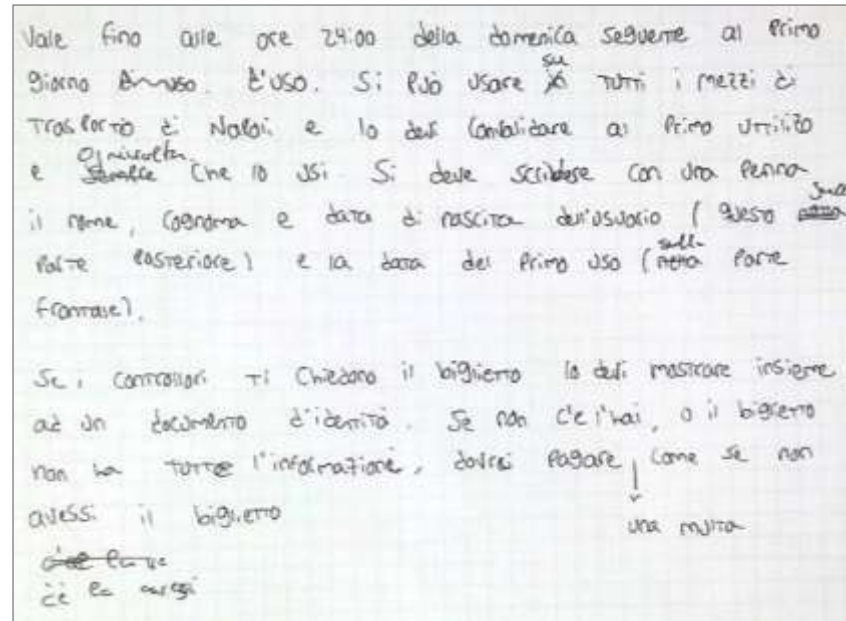 Vale fino alle ore 24:00 della domenica seguente al Primo
giorno d'uso. Si Può usare su tutti i mezzi di
Trasporto di Napoli e lo devi Convalidare al Primo utilizo
e Ogni volta che lo usi. Si deve scrivere con una Penna
il nome, Cognome e data di nascita dell'usuario (questo sulla
Parte Posteriore) e la data del Primo uso (sulla Parte
frontale).
Se i controllori Ti Chiedono il biglietto lo devi mostrare insieme
ad un documento d'identità. Se non c'e l'hai, o il biglietto
non ha tutte l'informazioni, dovrai Pagare, come se non
avessi il biglietto
una multa
avessi